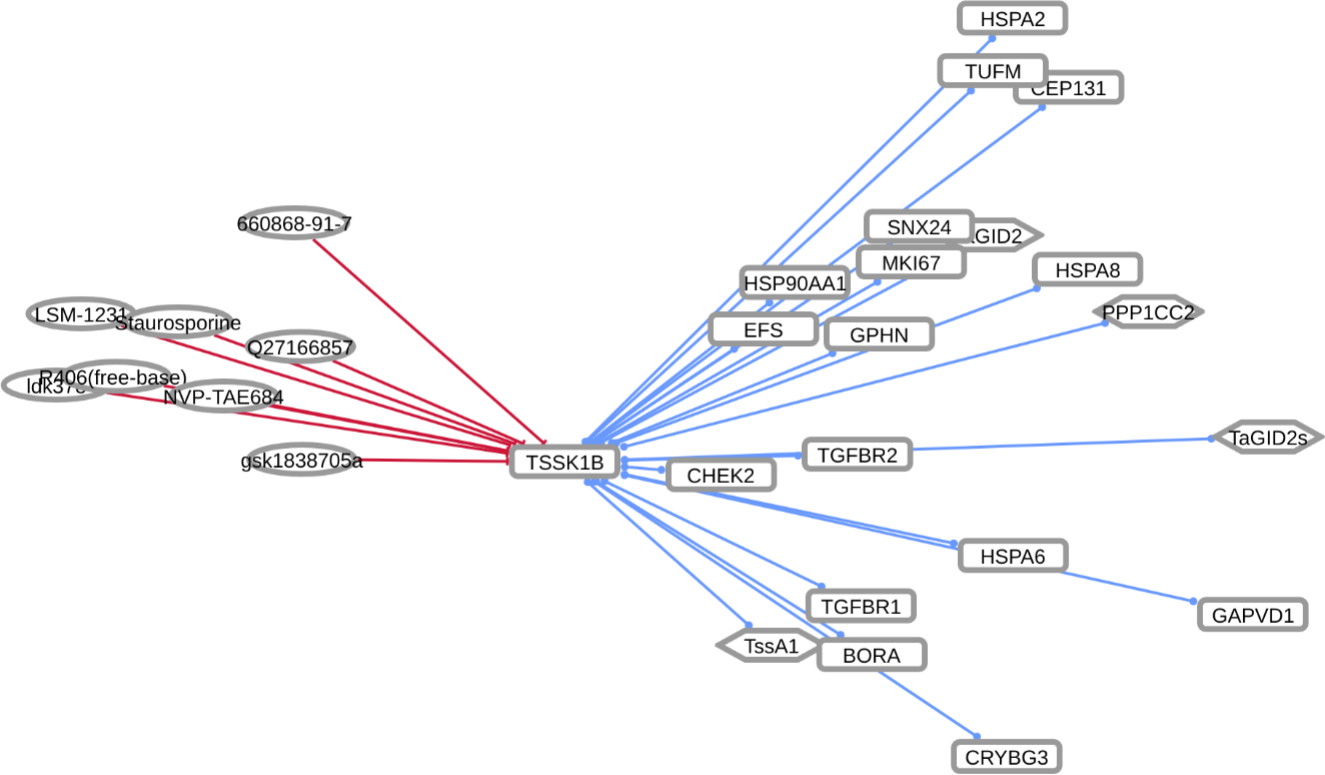 HSPA2
TUFM
CEP131
660868-91-7
SNX24
GID2
MKI67
HSPA8
HSP90AA1
PPP1CC2
LSM-1231
Staurosporine
EFS
GPHN
Q27166857
R406(free-base)
NVP-TAE684
TaGID2s
TGFBR2
gsk1838705a
TSSK1B
CHEK2
HSPA6
TGFBR1
GAPVD1
TssA1
BORA
CRYBG3